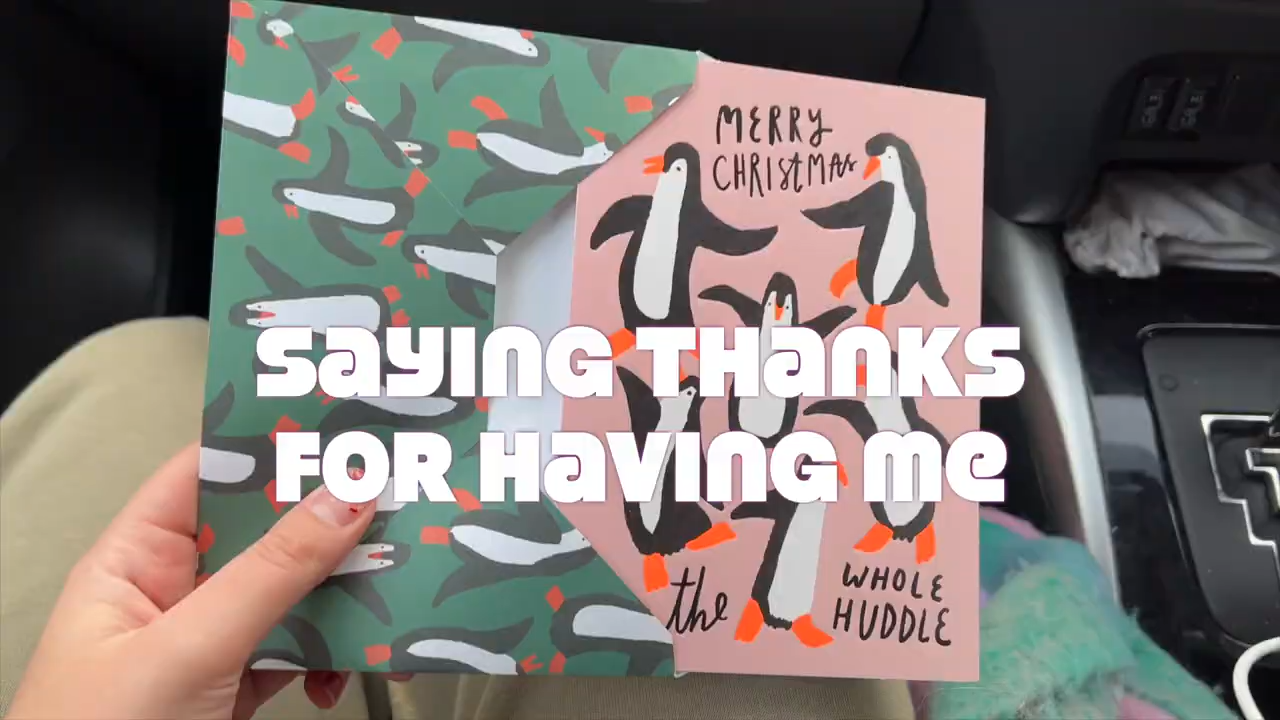 MERRY
CHRISTMAS
SAYING THANKS
FOR HAVING ME
the WHOLE
HUDDLE